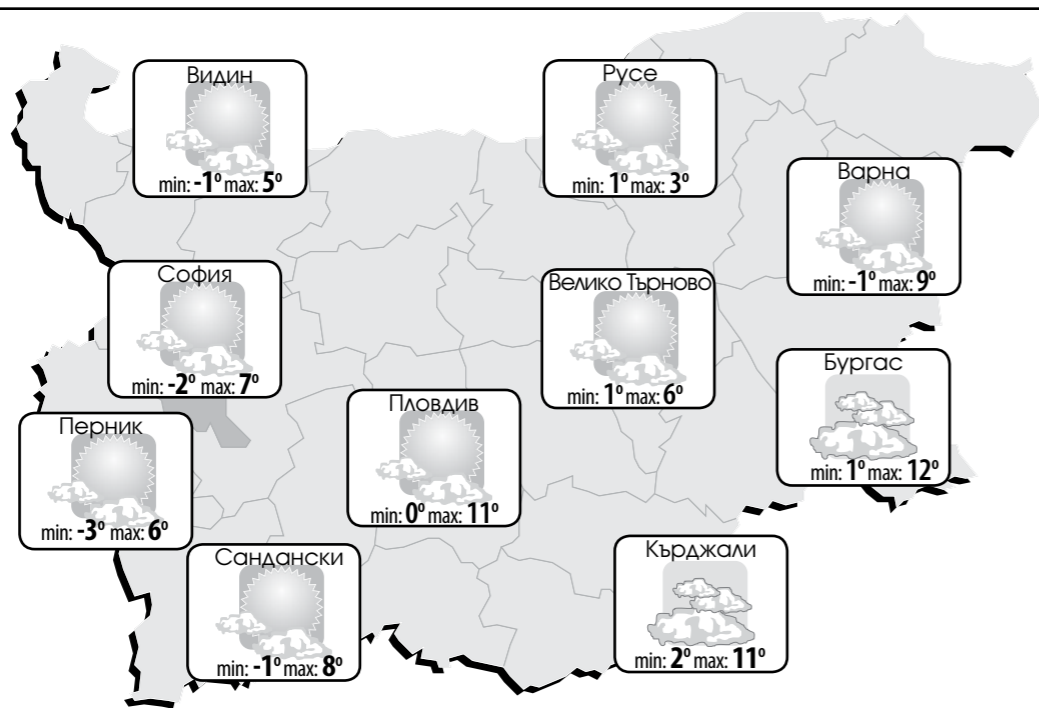 Видин
min: -1° max: 5°
Русе
min: 1° max: 3°
Варна
min: -1° max: 9°
София
min: -2° max: 7°
Велико Търново
min: 1° max: 6°
Бургас
min: 1° max: 12°
Пловдив
min: 0° max: 11°
Перник
min: -3° max: 6°
Сандански
min: -1° max: 8°
Кърджали
min: 2° max: 11°